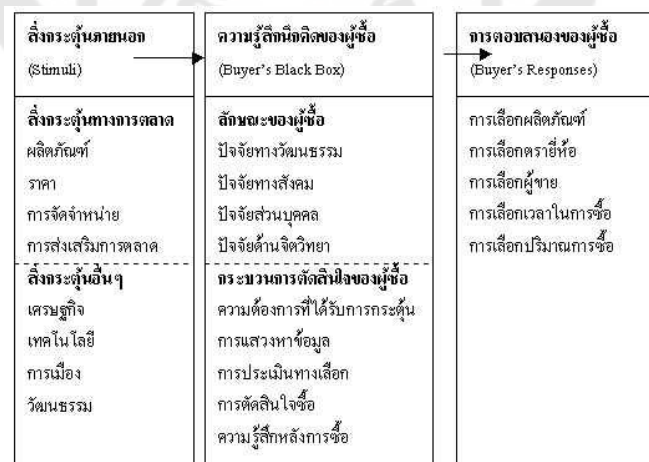 สิ่งกระตุ้นภายนอก
(Stimuli)
สิ่งกระตุ้นทางการตลาด
ผลิตภัณฑ์
ราคา
การจัดจำหน่าย
การส่งเสริมการตลาด
สิ่งกระตุ้นอื่นๆ
เศรษฐกิจ
เทคโนโลยี
การเมือง
วัฒนธรรม
ความรู้สึกนึกคิดของผู้ซื้อ
(Buyer's Black Box)
ลักษณะของผู้ซื้อ
ปัจจัยทางวัฒนธรรม
ปัจจัยทางสังคม
ปัจจัยส่วนบุคคล
ปัจจัยด้านจิตวิทยา
กระบวนการตัดสินใจของผู้ซื้อ
ความต้องการที่ได้รับการกระตุ้น
การแสวงหาข้อมูล
การประเมินทางเลือก
การตัดสินใจซื้อ
ความรู้สึกหลังการซื้อ
การตอบสนองของผู้ซื้อ
(Buyer's Responses)
การเลือกผลิตภัณฑ์
การเลือกตรายี่ห้อ
การเลือกผู้ขาย
การเลือกเวลาในการซื้อ
การเลือกปริมาณการซื้อ